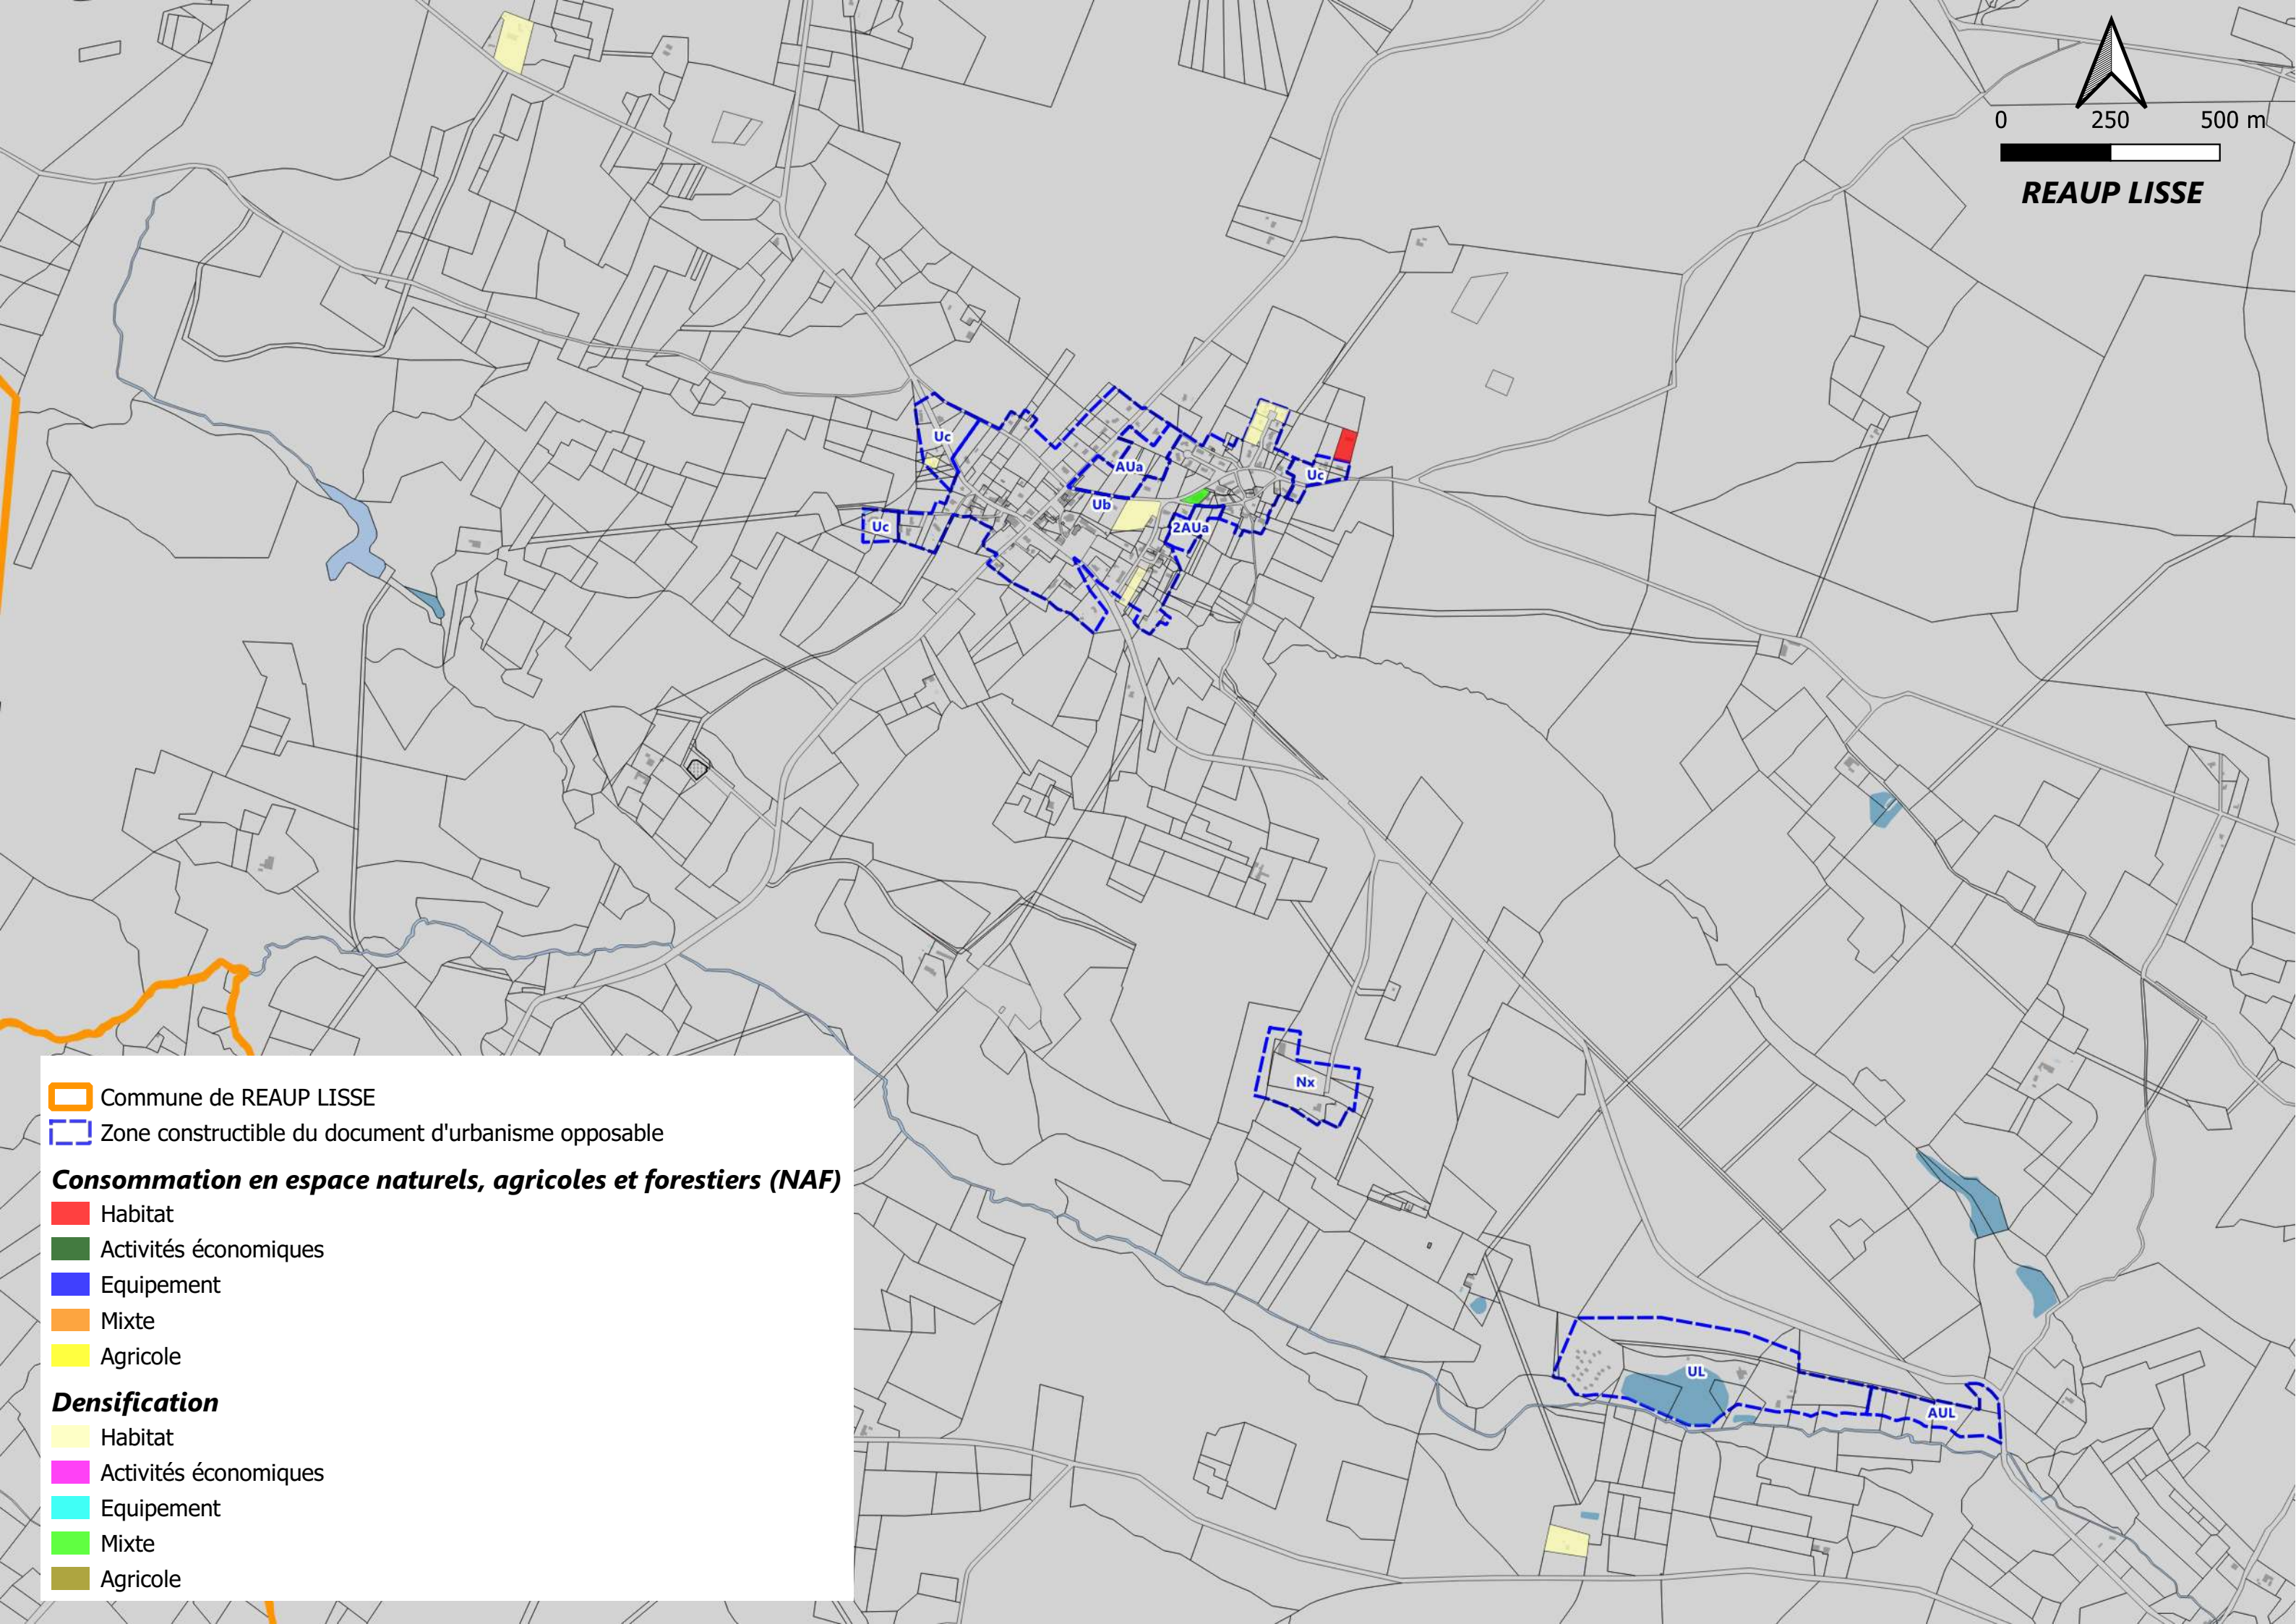 0 250 500 m
REAUP LISSE
Uc
AUa
Uc
Ub
Uc
2AUa
Nx
UL
AUL
Commune de REAUP LISSE
Zone constructible du document d'urbanisme opposable
Consommation en espace naturels, agricoles et forestiers (NAF)
Habitat
Activités économiques
Equipement
Mixte
Agricole
Densification
Habitat
Activités économiques
Equipement
Mixte
Agricole